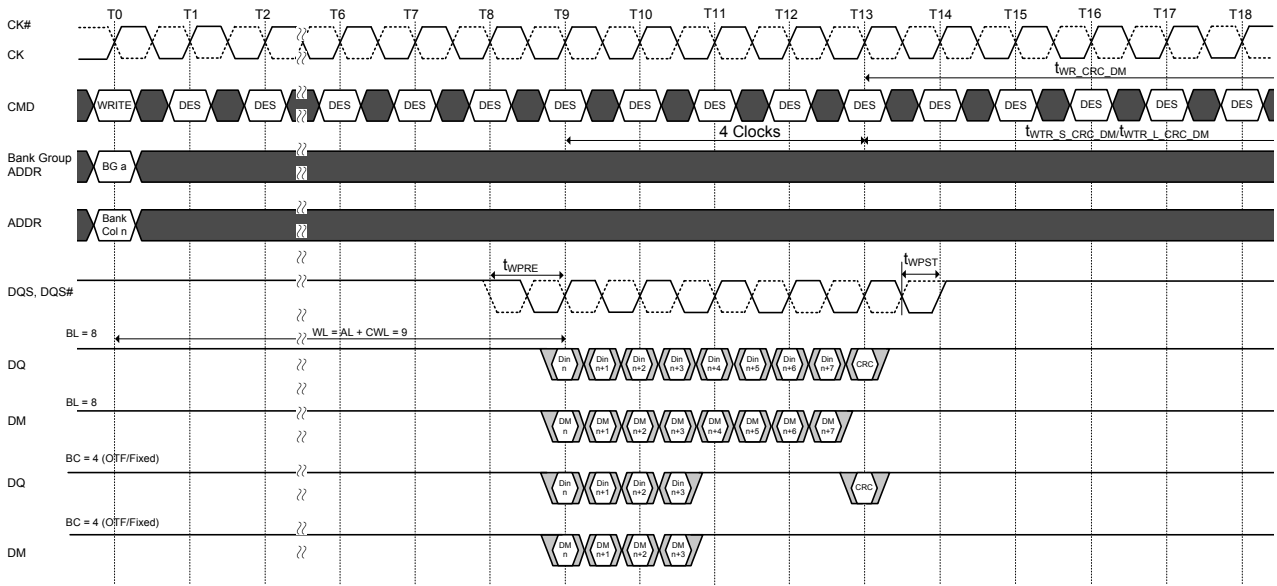 T0 T1 T2 T6 T7 T8 T9 T10 T11 T12 T13 T14 T15 T16 T17 T18
CK#
CK
tWR_CRC_DM
CMD WRITE DES DES DES DES DES DES DES DES DES DES DES DES DES DES DES
4 Clocks tWTR_S_CRC_DM/tWTR_L_CRC_DM
Bank Group
ADDR
BG a
ADDR
Bank
Col n
tWPRE tWPST
DQS, DQS#
BL = 8 WL = AL + CWL = 9
DQ
Din n Din n+1 Din n+2 Din n+3 Din n+4 Din n+5 Din n+6 Din n+7 CRC
BL = 8
DM
DM n DM n+1 DM n+2 DM n+3 DM n+4 DM n+5 DM n+6 DM n+7
BC = 4 (OTF/Fixed)
DQ
Din n Din n+1 Din n+2 Din n+3 CRC
BC = 4 (OTF/Fixed)
DM
DM n DM n+1 DM n+2 DM n+3